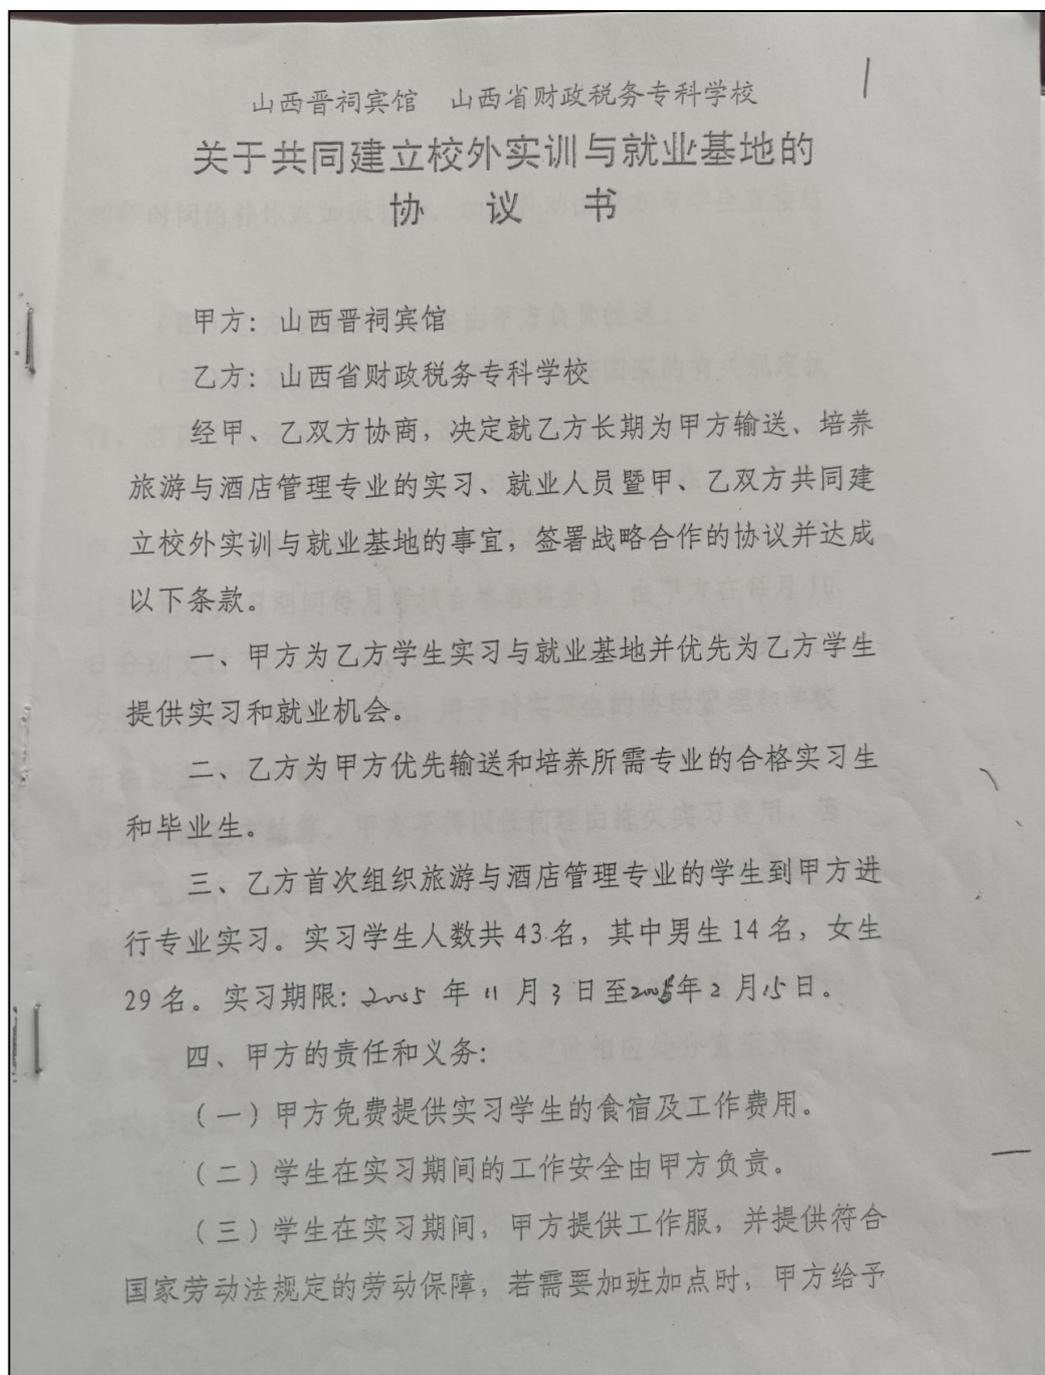 1
山西晋祠宾馆　山西省财政税务专科学校
关于共同建立校外实训与就业基地的
协　议　书
甲方：山西晋祠宾馆
乙方：山西省财政税务专科学校
经甲、乙双方协商，决定就乙方长期为甲方输送、培养
旅游与酒店管理专业的实习、就业人员暨甲、乙双方共同建
立校外实训与就业基地的事宜，签署战略合作的协议并达成
以下条款。
一、甲方为乙方学生实习与就业基地并优先为乙方学生
提供实习和就业机会。
二、乙方为甲方优先输送和培养所需专业的合格实习生
和毕业生。
三、乙方首次组织旅游与酒店管理专业的学生到甲方进
行专业实习。实习学生人数共 43 名，其中男生 14 名，女生
29 名。实习期限：2005 年 11 月 3 日至 年 2 月 15 日。
四、甲方的责任和义务：
（一）甲方免费提供实习学生的食宿及工作费用。
（二）学生在实习期间的工作安全由甲方负责。
（三）学生在实习期间，甲方提供工作服，并提供符合
国家劳动法规定的劳动保障，若需要加班加点时，甲方给予